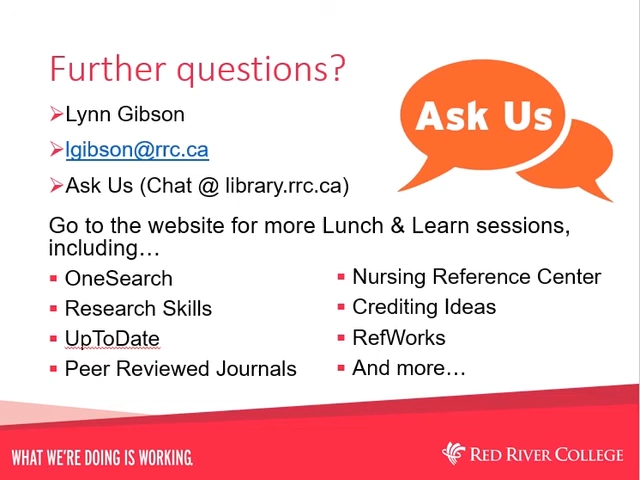 Further questions?
Lynn Gibson
lgibson@rrc.ca
Ask Us (Chat @ library.rrc.ca)
Ask Us
Go to the website for more Lunch & Learn sessions,
including…
OneSearch
Research Skills
UpToDate
Peer Reviewed Journals
Nursing Reference Center
Crediting Ideas
RefWorks
And more…
WHAT WE'RE DOING IS WORKING.
RED RIVER COLLEGE